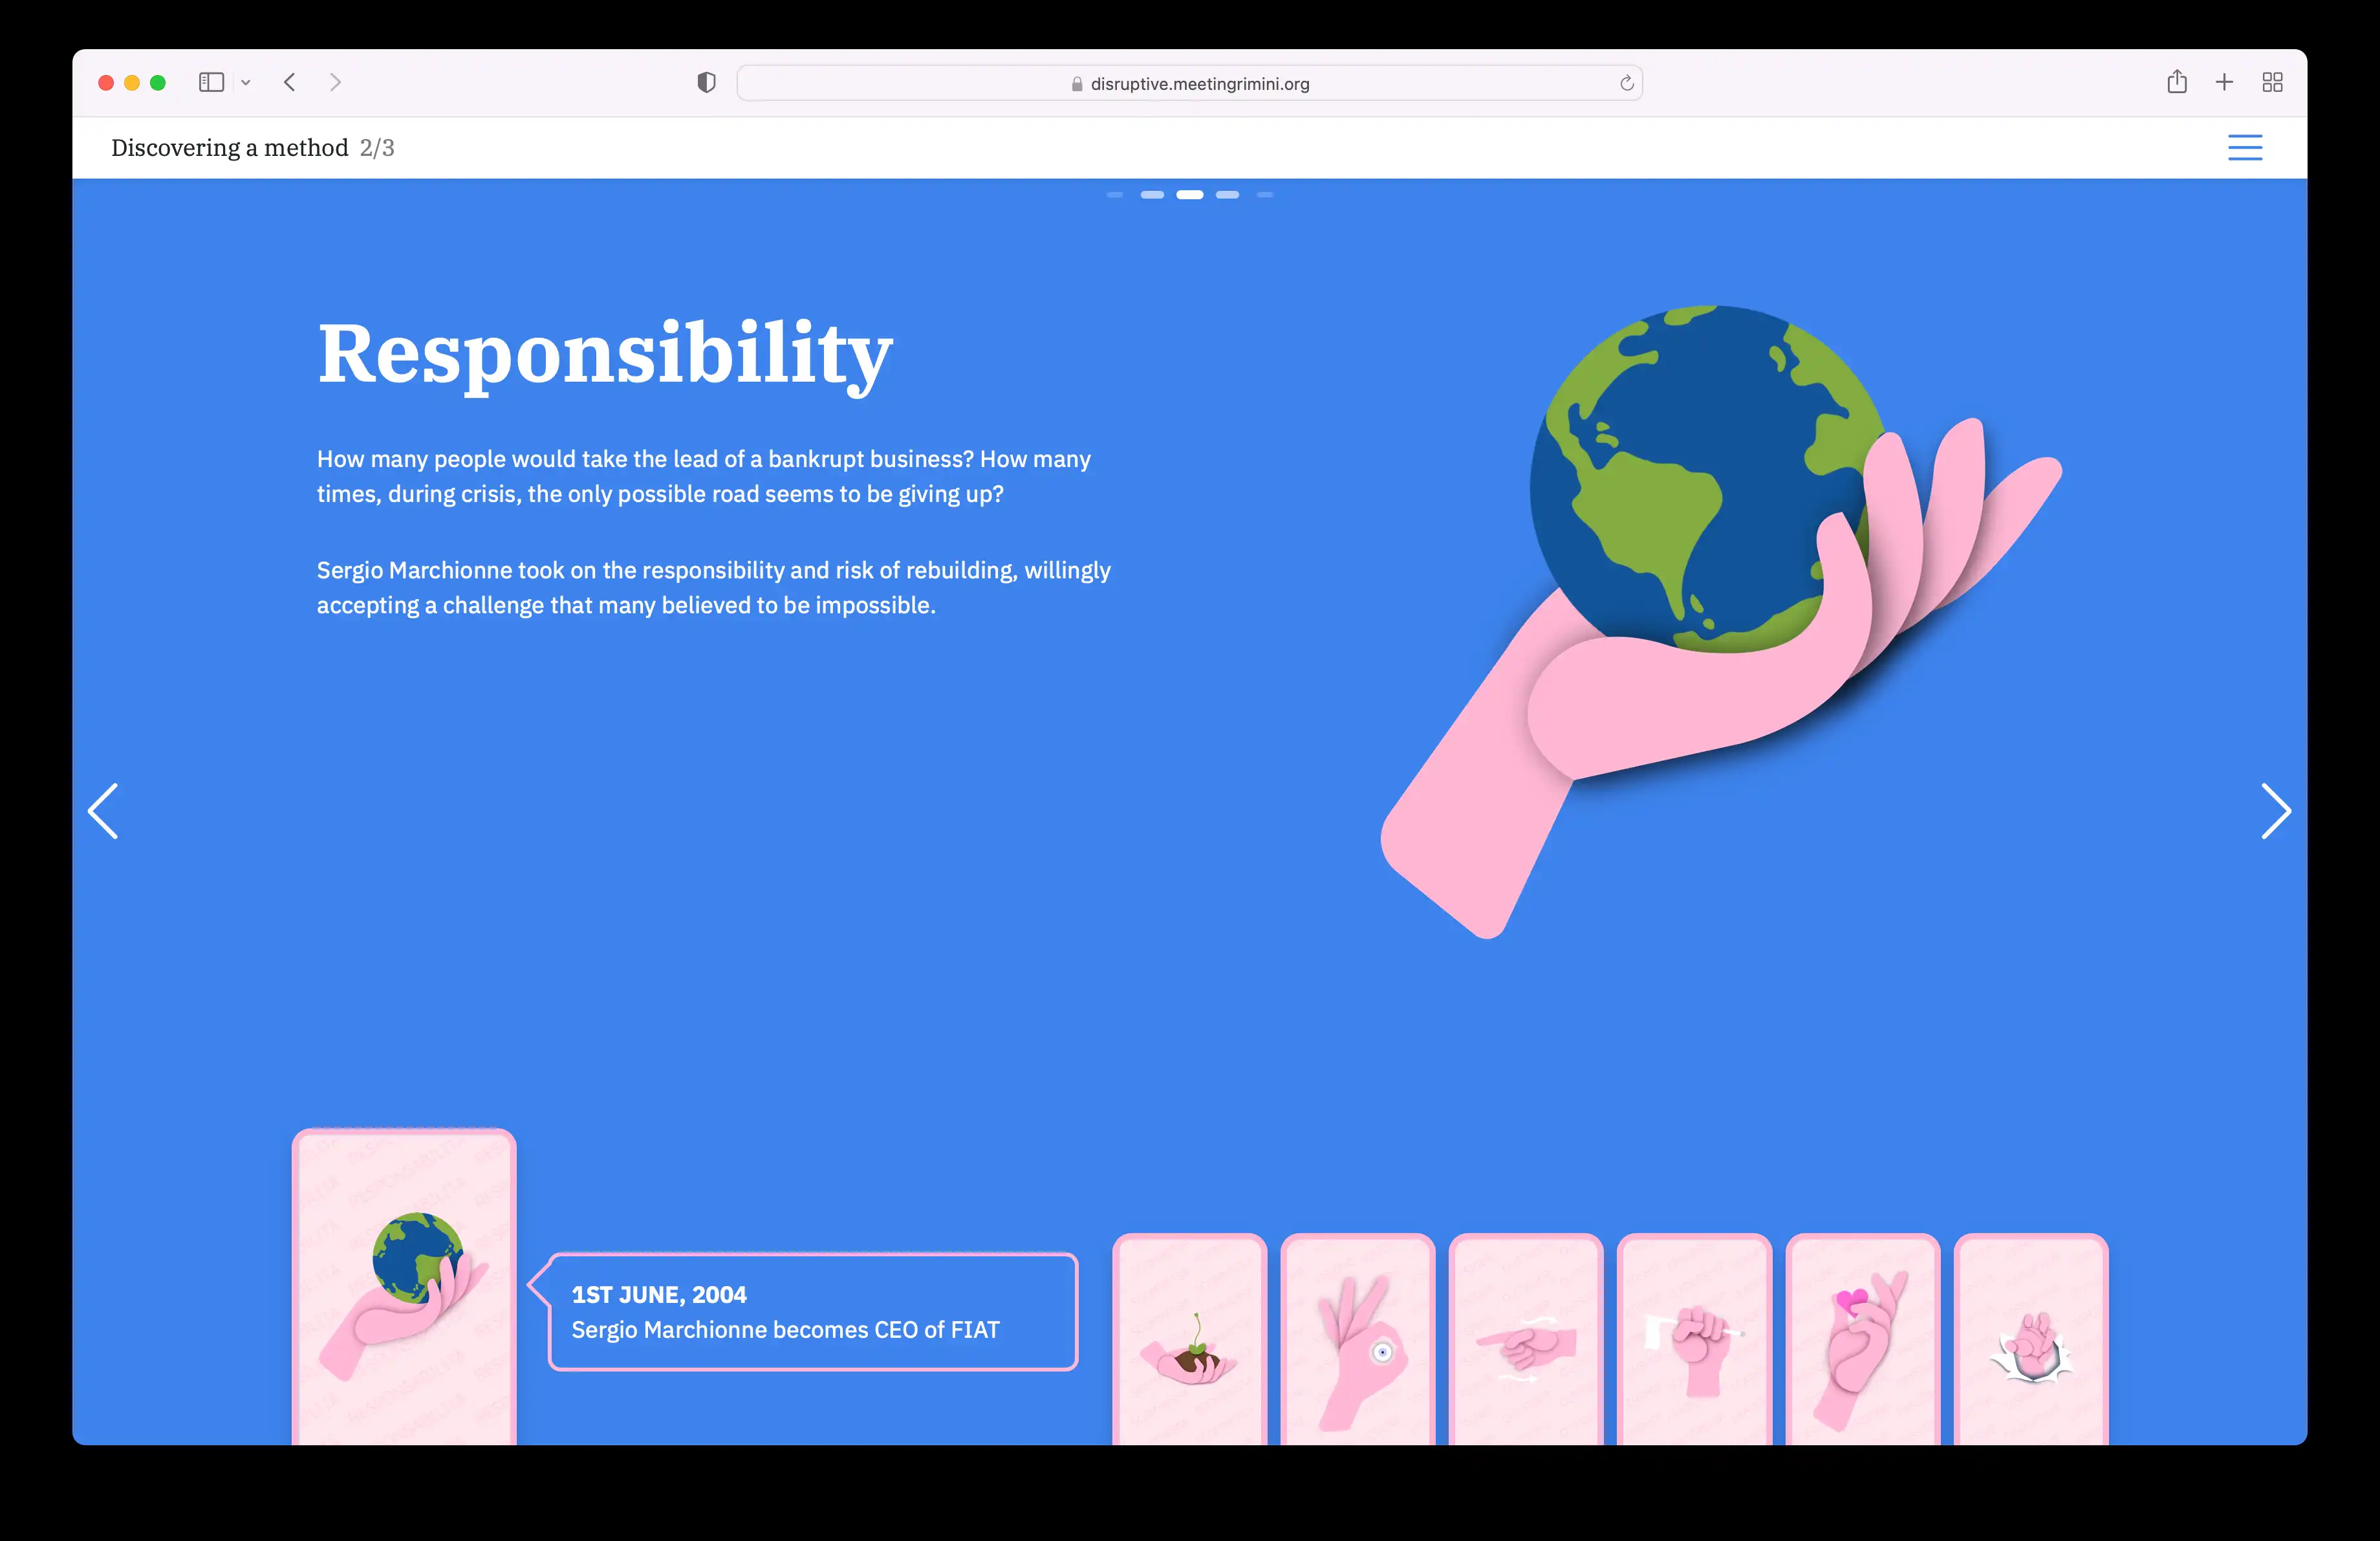 disruptive.meetingrimini.org
Discovering a method 2/3
Responsibility
How many people would take the lead of a bankrupt business? How many
times, during crisis, the only possible road seems to be giving up?
Sergio Marchionne took on the responsibility and risk of rebuilding, willingly
accepting a challenge that many believed to be impossible.
RESPONSABILITA
1ST JUNE, 2004
Sergio Marchionne becomes CEO of FIAT